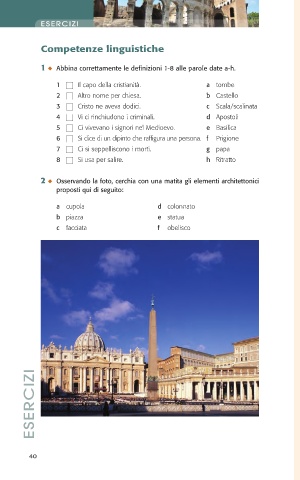 ESERCIZI
Competenze linguistiche
1 Abbina correttamente le definizioni 1-8 alle parole date a-h.
1 Il capo della cristianità. a tombe
2 Altro nome per chiesa. b Castello
3 Cristo ne aveva dodici. c Scala/scalinata
4 Vi ci rinchiudono i criminali. d Apostoli
5 Ci vivevano i signori nel Medioevo. e Basilica
6 Si dice di un dipinto che raffigura una persona. f Prigione
7 Ci si seppelliscono i morti. g papa
8 Si usa per salire. h Ritratto
2 Osservando la foto, cerchia con una matita gli elementi architettonici
proposti qui di seguito:
a cupola d colonnato
b piazza e statua
c facciata f obelisco
ESERCIZI
40